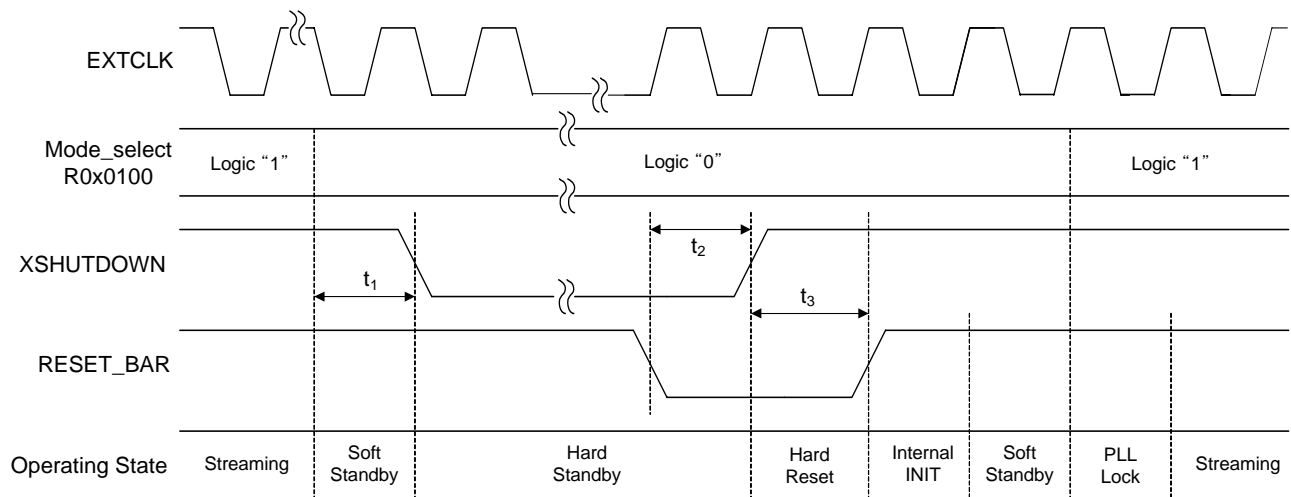 EXTCLK
Mode_select
R0x0100
Logic “1”
Logic “0”
Logic “1”
XSHUTDOWN
t1
t2
t3
RESET_BAR
Operating State
Streaming
Soft
Standby
Hard
Standby
Hard
Reset
Internal
INIT
Soft
Standby
PLL
Lock
Streaming